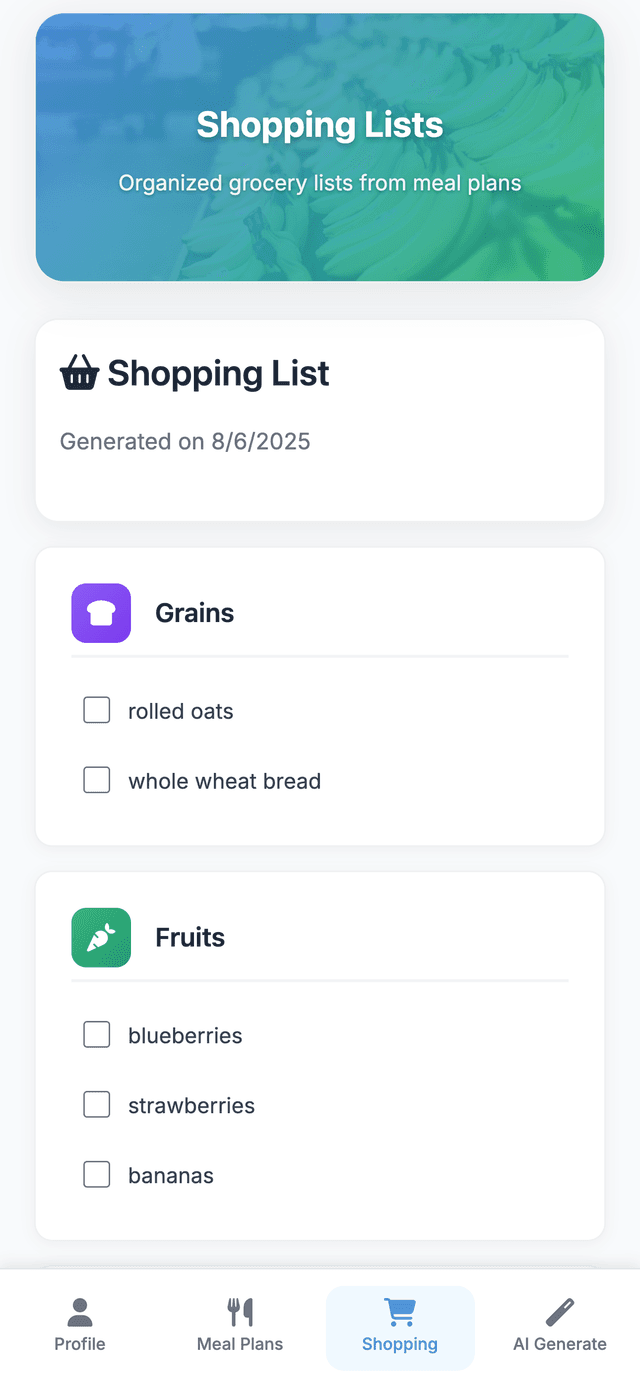 Shopping Lists
Organized grocery lists from meal plans
Shopping List
Generated on 8/6/2025
Grains
rolled oats
whole wheat bread
Fruits
blueberries
strawberries
bananas
Profile
Meal Plans
Shopping
AI Generate